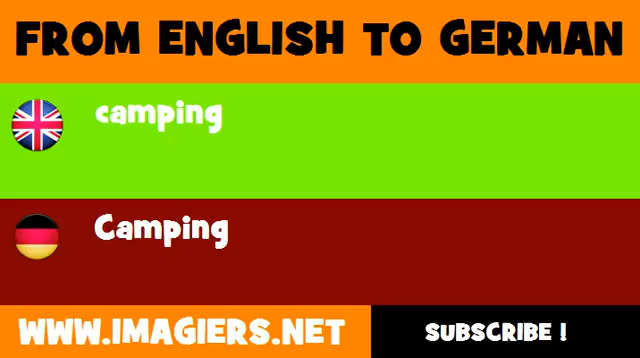 FROM ENGLISH TO GERMAN
camping
Camping
WWW.IMAGIERS.NET
SUBSCRIBE !